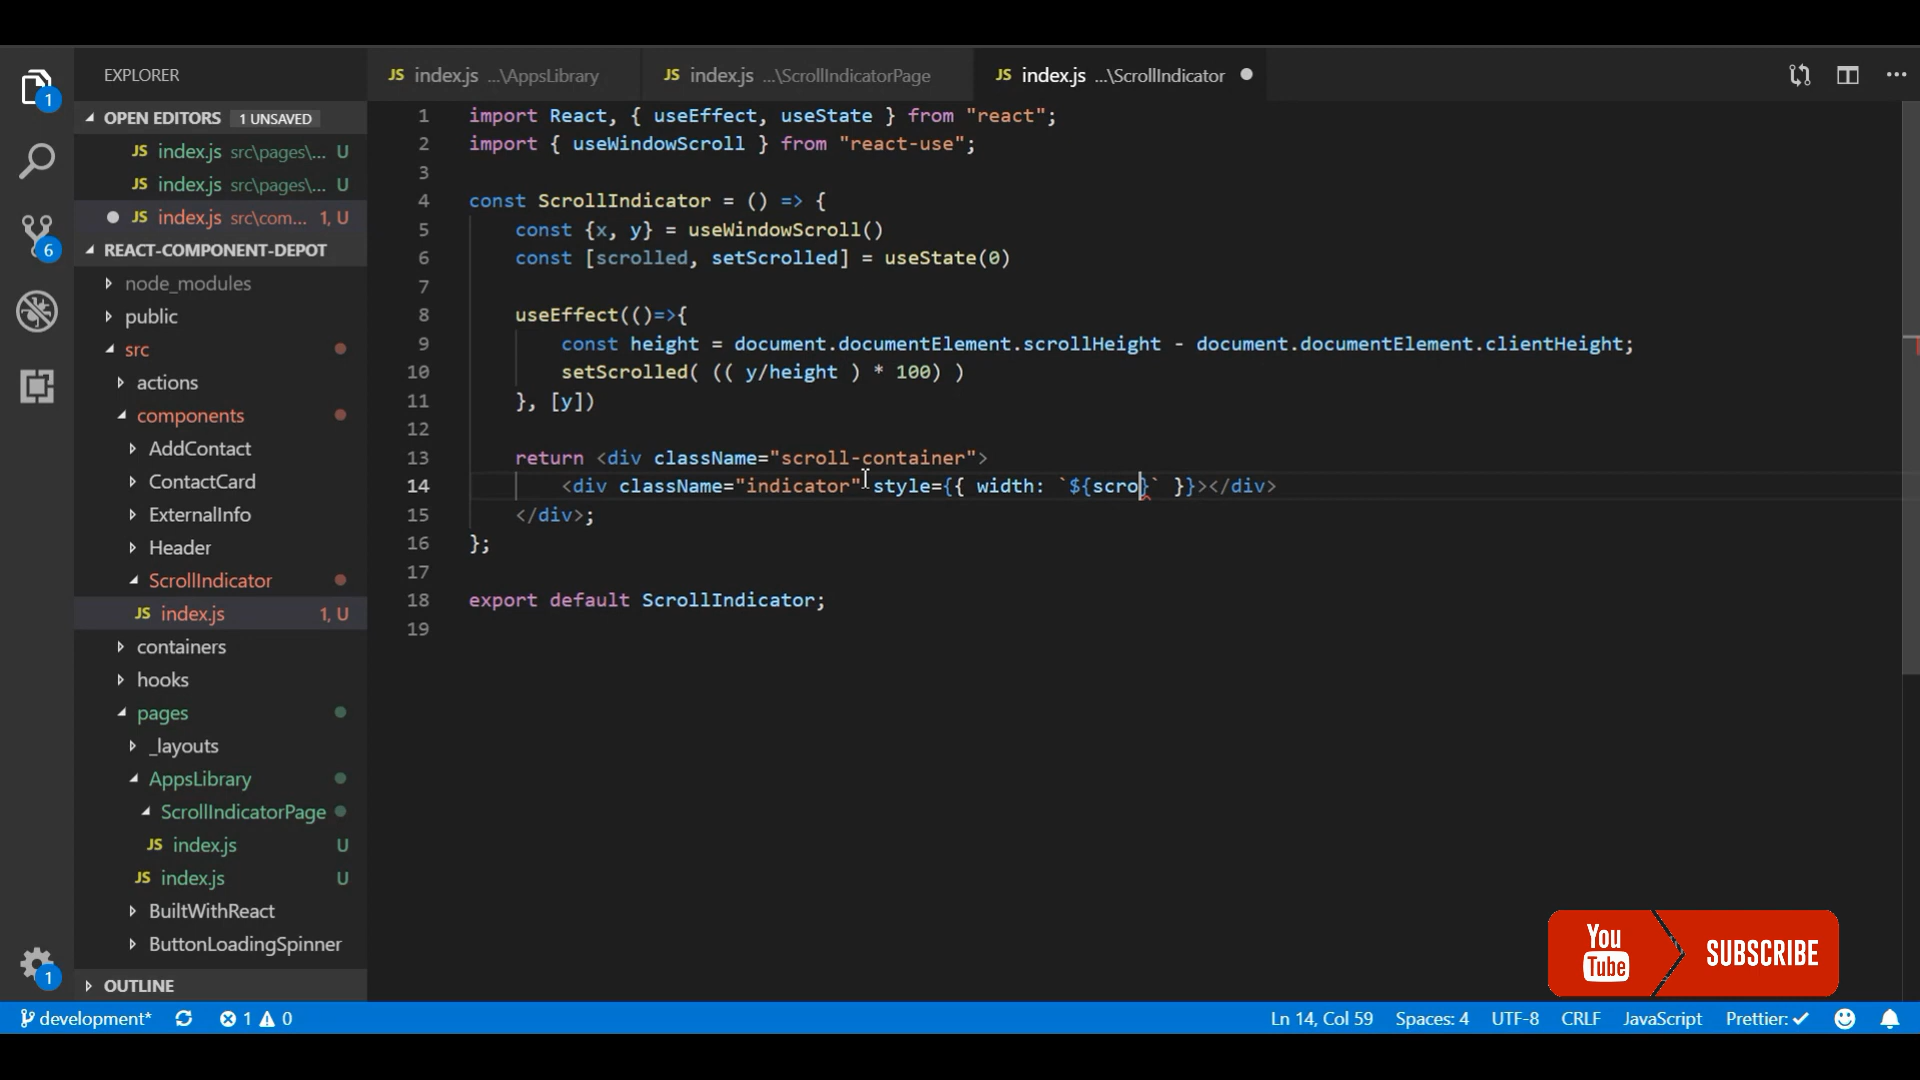 EXPLORER
OPEN EDITORS 1 UNSAVED
JS index.js src\pages\... U
JS index.js src\pages\... U
JS index.js src\com... 1, U
REACT-COMPONENT-DEPOT
node_modules
public
src
actions
components
AddContact
ContactCard
ExternalInfo
Header
ScrollIndicator
JS index.js 1, U
containers
hooks
pages
_layouts
AppsLibrary
ScrollIndicatorPage
JS index.js U
JS index.js U
BuiltWithReact
ButtonLoadingSpinner
OUTLINE
1
6
1
JS index.js ...\AppsLibrary
JS index.js ...\ScrollIndicatorPage
JS index.js ...\ScrollIndicator
1 import React, { useEffect, useState } from "react";
2 import { useWindowScroll } from "react-use";
3
4 const ScrollIndicator = () => {
5 const {x, y} = useWindowScroll()
6 const [scrolled, setScrolled] = useState(0)
7
8 useEffect(()=>{
9 const height = document.documentElement.scrollHeight - document.documentElement.clientHeight;
10 setScrolled( (( y/height ) * 100) )
11 }, [y])
12
13 return <div className="scroll-container">
14 <div className="indicator" style={{ width: `${scro}` }}></div>
15 </div>;
16 };
17
18 export default ScrollIndicator;
19
You Tube SUBSCRIBE
development* 1 0 Ln 14, Col 59 Spaces: 4 UTF-8 CRLF JavaScript Prettier: ✓